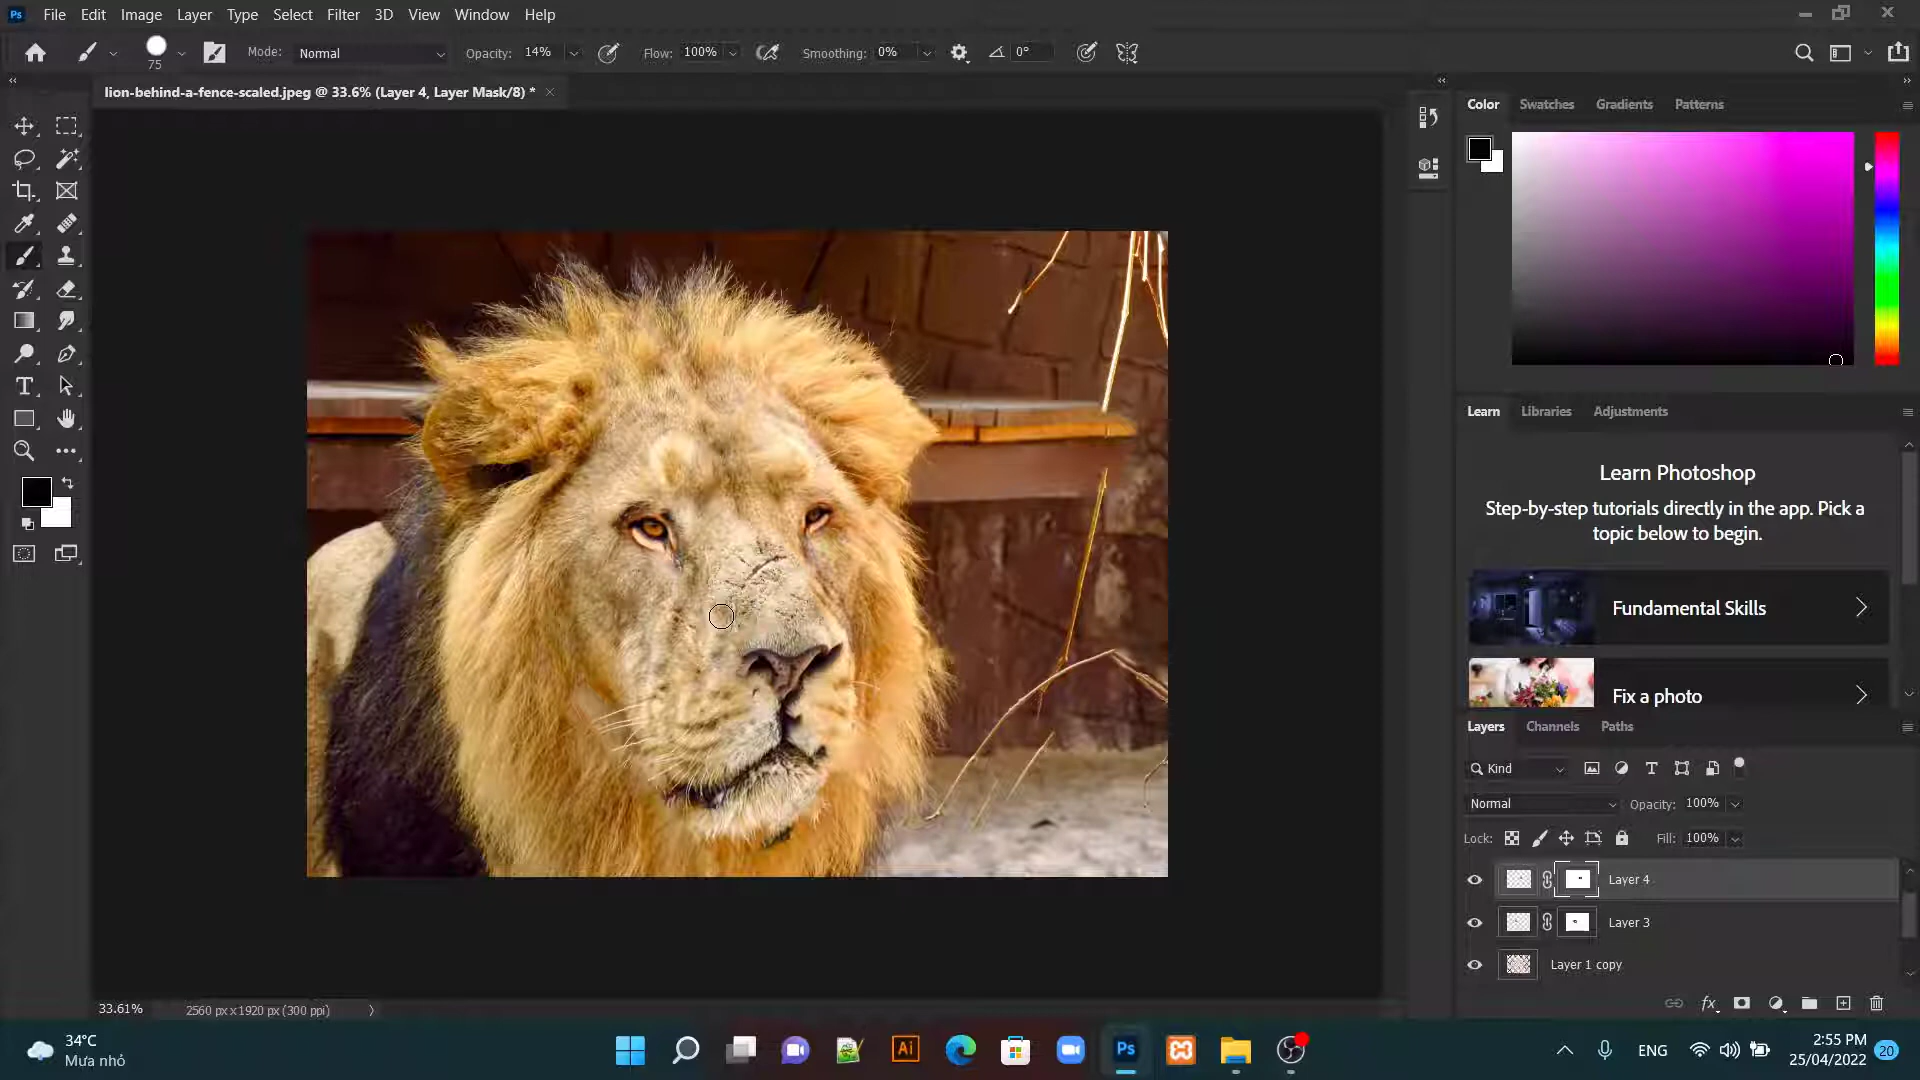 Ps File Edit Image Layer Type Select Filter 3D View Window Help
75 Mode: Normal Opacity: 14% Flow: 100% Smoothing: 0% 0°
lion-behind-a-fence-scaled.jpeg @ 33.6% (Layer 4, Layer Mask/8) *
Color Swatches Gradients Patterns
Learn Libraries Adjustments
Learn Photoshop
Step-by-step tutorials directly in the app. Pick a
topic below to begin.
Fundamental Skills
Fix a photo
Layers Channels Paths
Kind
Normal Opacity: 100%
Lock: Fill: 100%
Layer 4
Layer 3
Layer 1 copy
fx
33.61% 2560 px x 1920 px (300 ppi)
34°C
Mưa nhỏ
Ai Ps
ENG
2:55 PM
25/04/2022
20